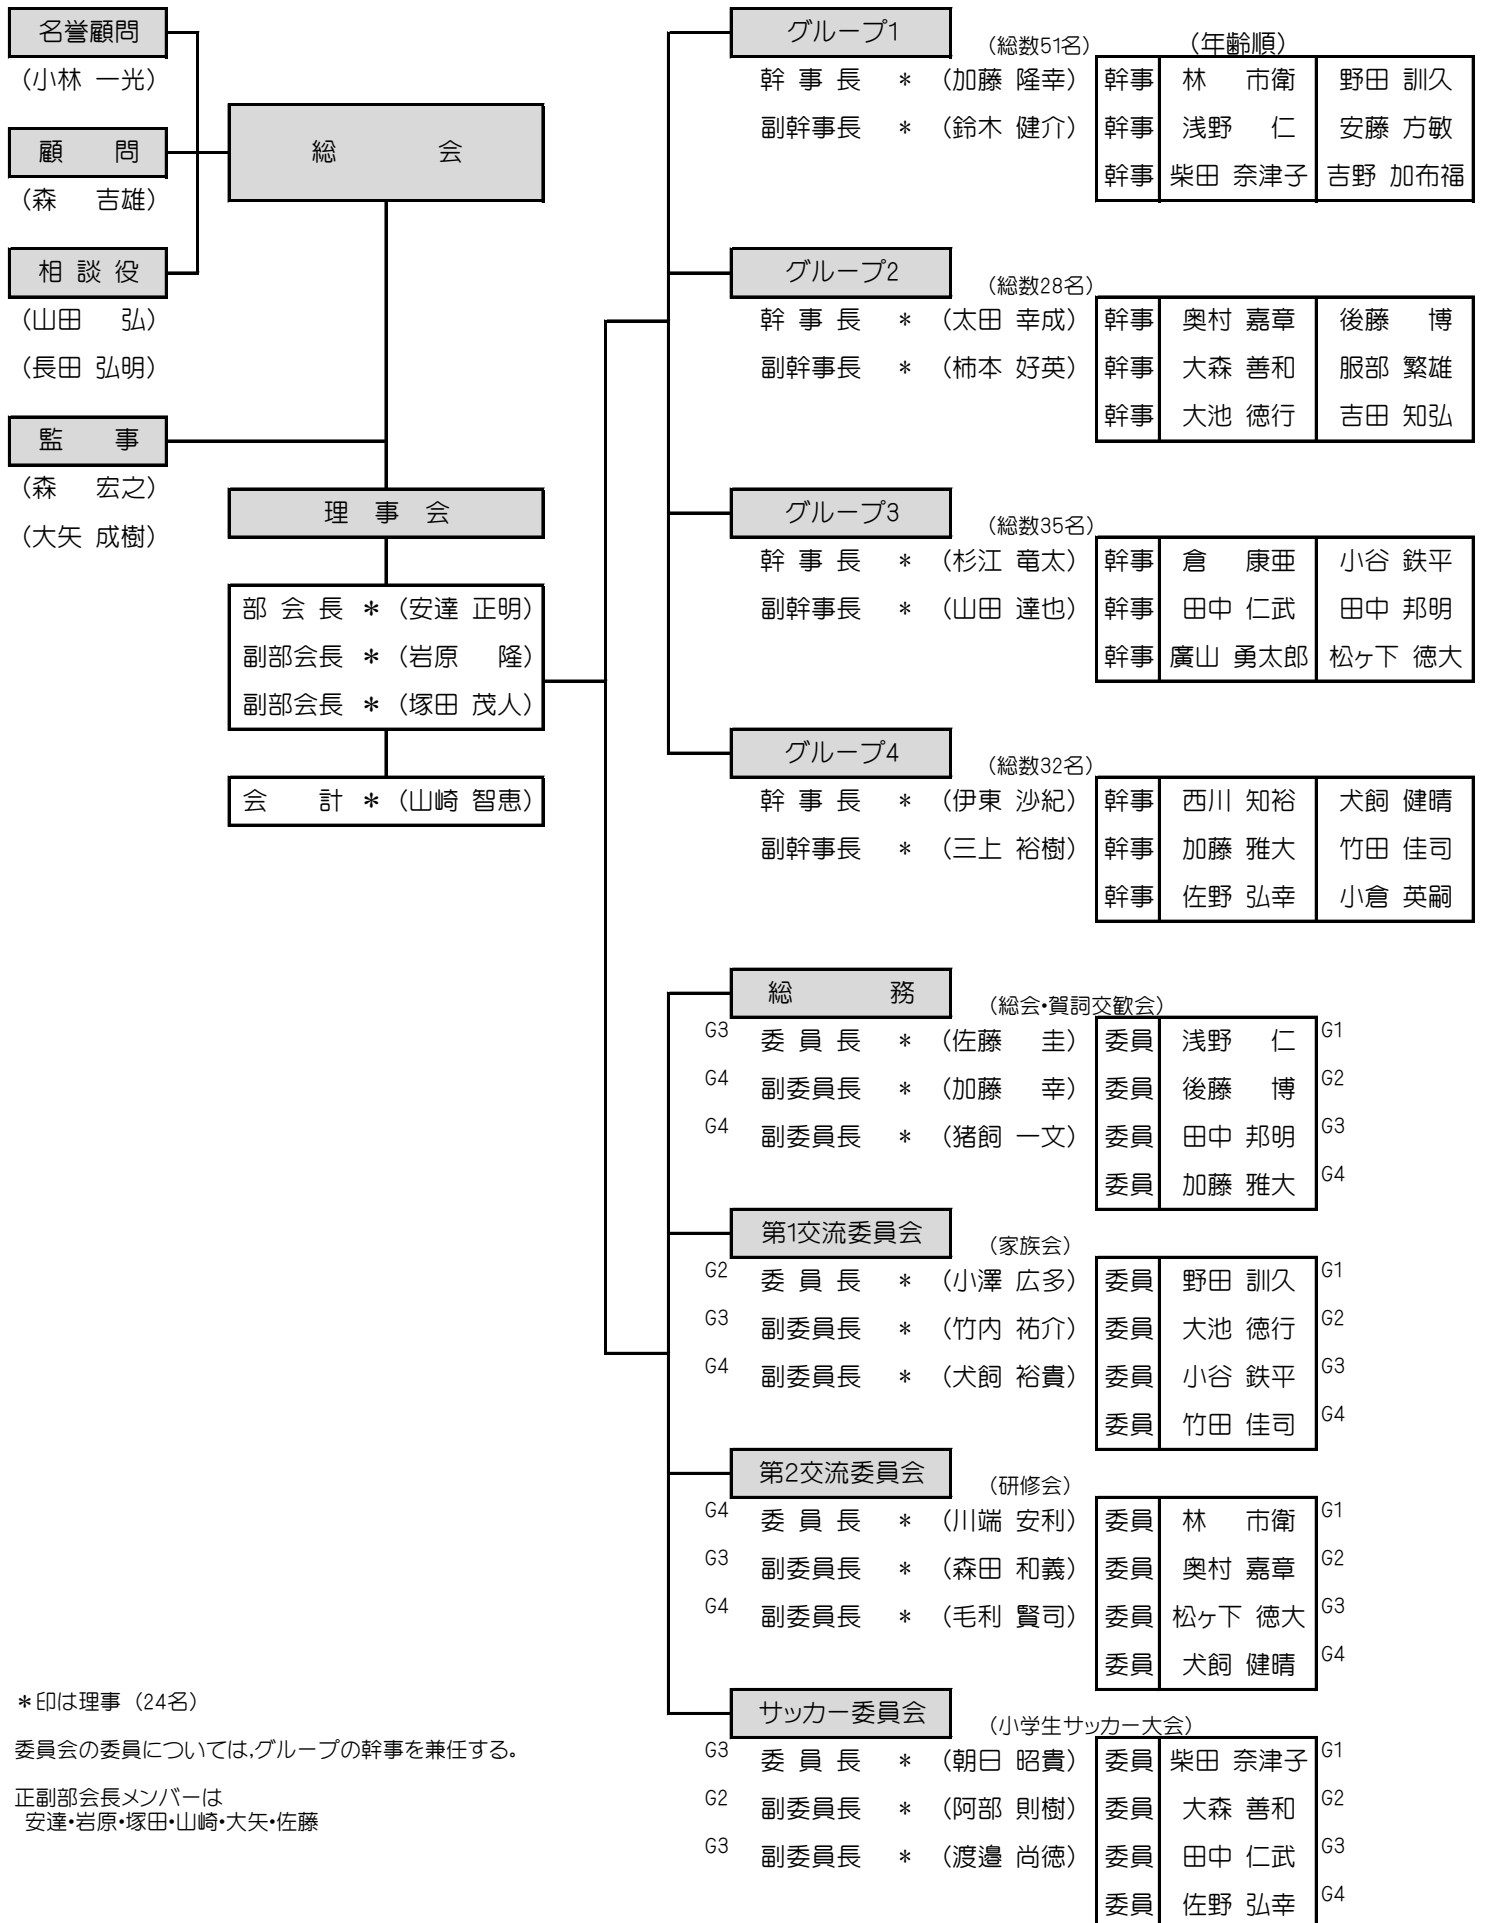 名誉顧問
(小林 一光)
顧 問
(森 吉雄)
相 談 役
(山田 弘)
(長田 弘明)
監 事
(森 宏之)
(大矢 成樹)
総 会
理 事 会
部 会 長 * (安達 正明)
副部会長 * (岩原 隆)
副部会長 * (塚田 茂人)
会 計 * (山崎 智恵)
グループ1 (総数51名) (年齢順)
幹 事 長 * (加藤 隆幸) 幹事 林 市衛 野田 訓久
副幹事長 * (鈴木 健介) 幹事 浅野 仁 安藤 方敏
幹事 柴田 奈津子 吉野 加布福
グループ2 (総数28名)
幹 事 長 * (太田 幸成) 幹事 奥村 嘉章 後藤 博
副幹事長 * (柿本 好英) 幹事 大森 善和 服部 繁雄
幹事 大池 徳行 吉田 知弘
グループ3 (総数35名)
幹 事 長 * (杉江 竜太) 幹事 倉 康亜 小谷 鉄平
副幹事長 * (山田 達也) 幹事 田中 仁武 田中 邦明
幹事 廣山 勇太郎 松ヶ下 徳大
グループ4 (総数32名)
幹 事 長 * (伊東 沙紀) 幹事 西川 知裕 犬飼 健晴
副幹事長 * (三上 裕樹) 幹事 加藤 雅大 竹田 佳司
幹事 佐野 弘幸 小倉 英嗣
総 務 (総会・賀詞交歓会)
G3 委 員 長 * (佐藤 圭) 委員 浅野 仁 G1
G4 副委員長 * (加藤 幸) 委員 後藤 博 G2
G4 副委員長 * (猪飼 一文) 委員 田中 邦明 G3
委員 加藤 雅大 G4
第1交流委員会 (家族会)
G2 委 員 長 * (小澤 広多) 委員 野田 訓久 G1
G3 副委員長 * (竹内 祐介) 委員 大池 徳行 G2
G4 副委員長 * (犬飼 裕貴) 委員 小谷 鉄平 G3
委員 竹田 佳司 G4
第2交流委員会 (研修会)
G4 委 員 長 * (川端 安利) 委員 林 市衛 G1
G3 副委員長 * (森田 和義) 委員 奥村 嘉章 G2
G4 副委員長 * (毛利 賢司) 委員 松ヶ下 徳大 G3
委員 犬飼 健晴 G4
サッカー委員会 (小学生サッカー大会)
G3 委 員 長 * (朝日 昭貴) 委員 柴田 奈津子 G1
G2 副委員長 * (阿部 則樹) 委員 大森 善和 G2
G3 副委員長 * (渡邉 尚徳) 委員 田中 仁武 G3
委員 佐野 弘幸 G4
*印は理事 (24名)
委員会の委員については,グループの幹事を兼任する。
正副部会長メンバーは
安達・岩原・塚田・山崎・大矢・佐藤